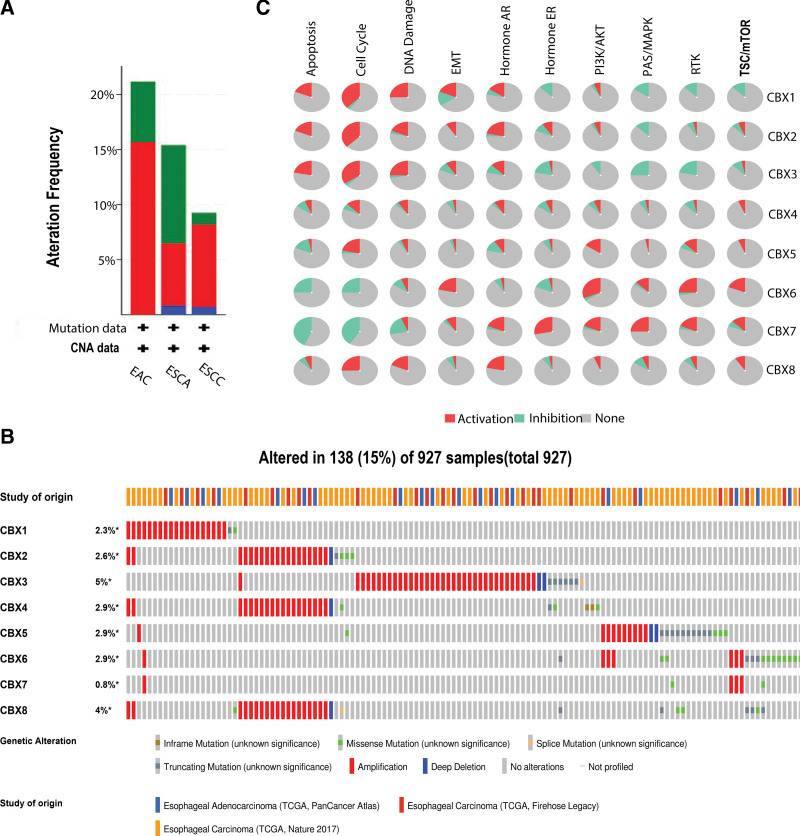 A
C
Apoptosis
Cell Cycle
DNA Damage
EMT
Hormone AR
Hormone ER
PI3K/AKT
PAS/MAPK
RTK
TSC/mTOR
CBX1
CBX2
CBX3
CBX4
CBX5
CBX6
CBX7
CBX8
Activation Inhibition None
Ateration Frequency
20%
15%
10%
5%
Mutation data + + +
CNA data + + +
EAC ESCA ESCC
B
Altered in 138 (15%) of 927 samples(total 927)
Study of origin
CBX1 2.3%*
CBX2 2.6%*
CBX3 5%*
CBX4 2.9%*
CBX5 2.9%*
CBX6 2.9%*
CBX7 0.8%*
CBX8 4%*
Genetic Alteration Inframe Mutation (unknown significance) Missense Mutation (unknown significance) Splice Mutation (unknown significance)
Truncating Mutation (unknown significance) Amplification Deep Deletion No alterations Not profiled
Study of origin Esophageal Adenocarcinoma (TCGA, PanCancer Atlas) Esophageal Carcinoma (TCGA, Firehose Legacy)
Esophageal Carcinoma (TCGA, Nature 2017)